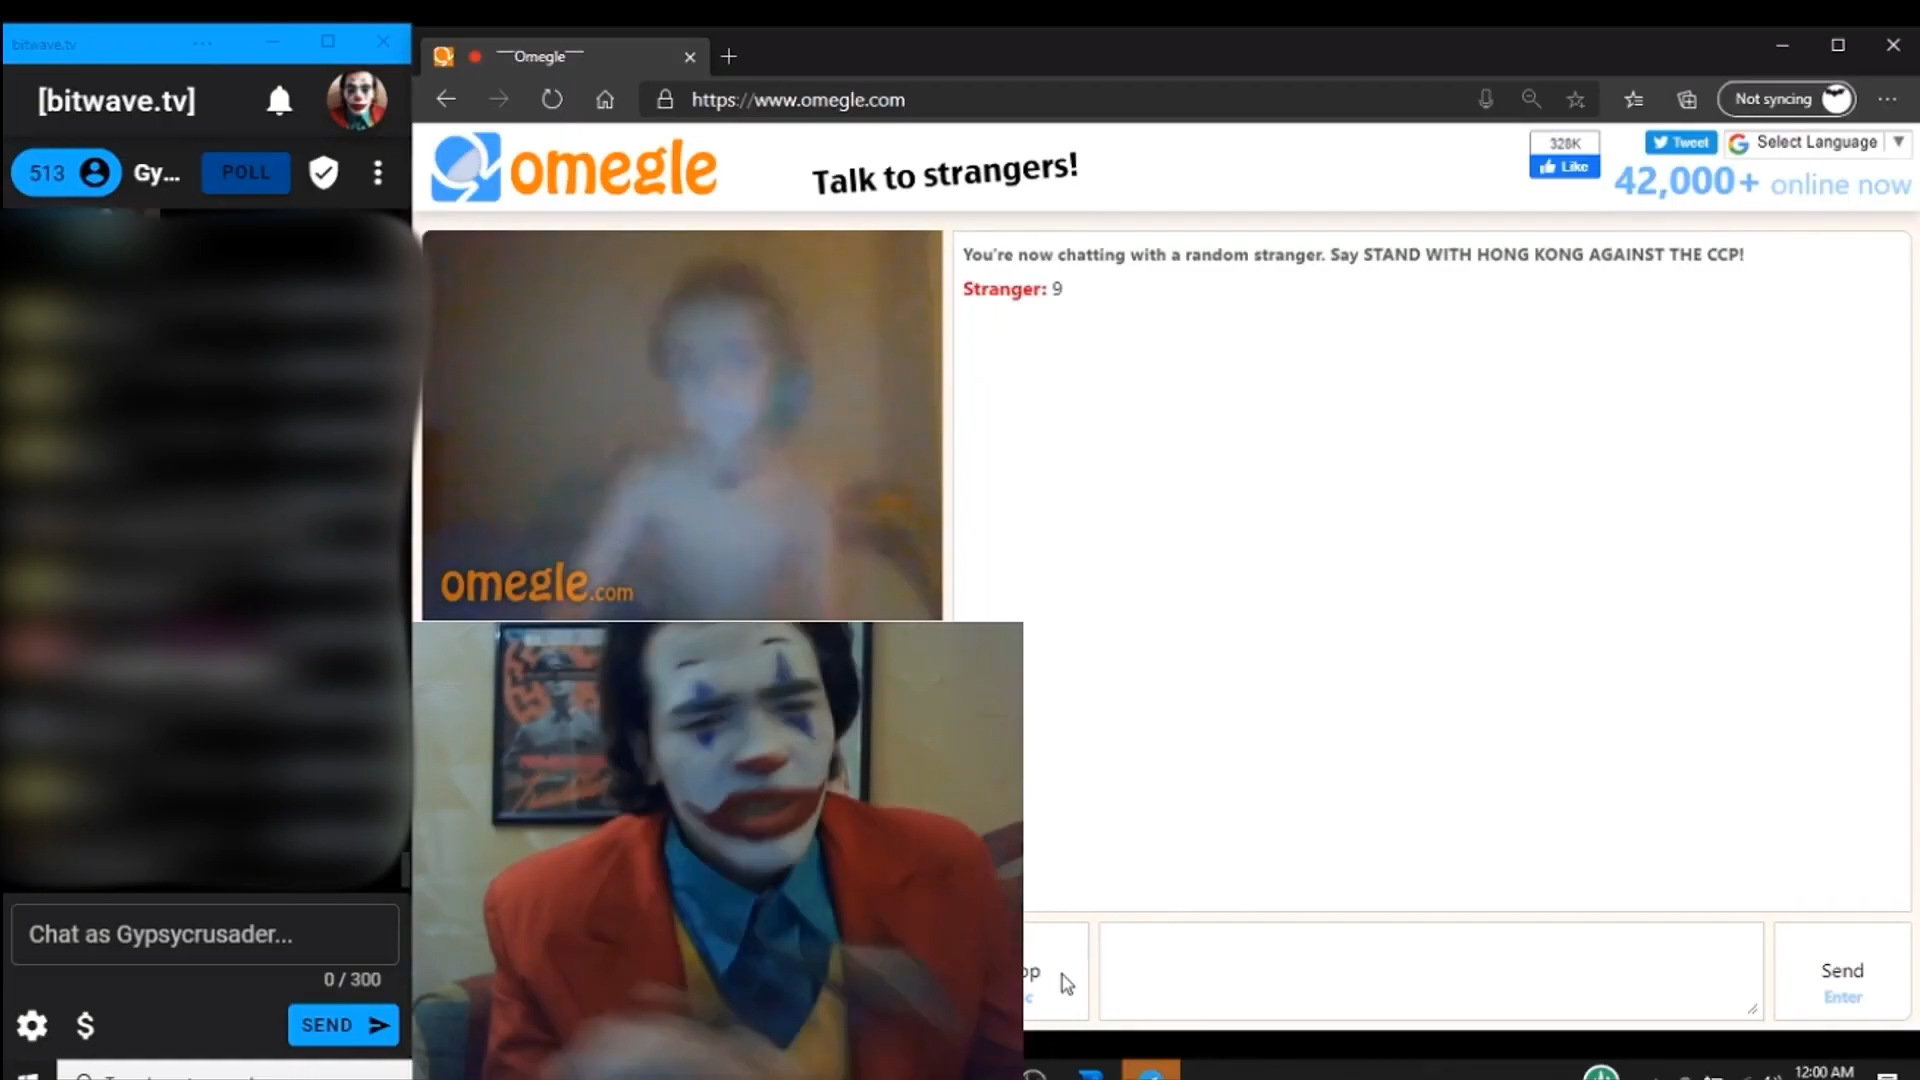 bitwave.tv
[bitwave.tv]
513
Gy...
POLL
Chat as Gypsycrusader...
0 / 300
SEND
Omegle
https://www.omegle.com
Not syncing
omegle
Talk to strangers!
328K
Like
Tweet
Select Language
42,000+ online now
You're now chatting with a random stranger. Say STAND WITH HONG KONG AGAINST THE CCP!
Stranger: 9
omegle.com
op
c
Send
Enter
12:00 AM